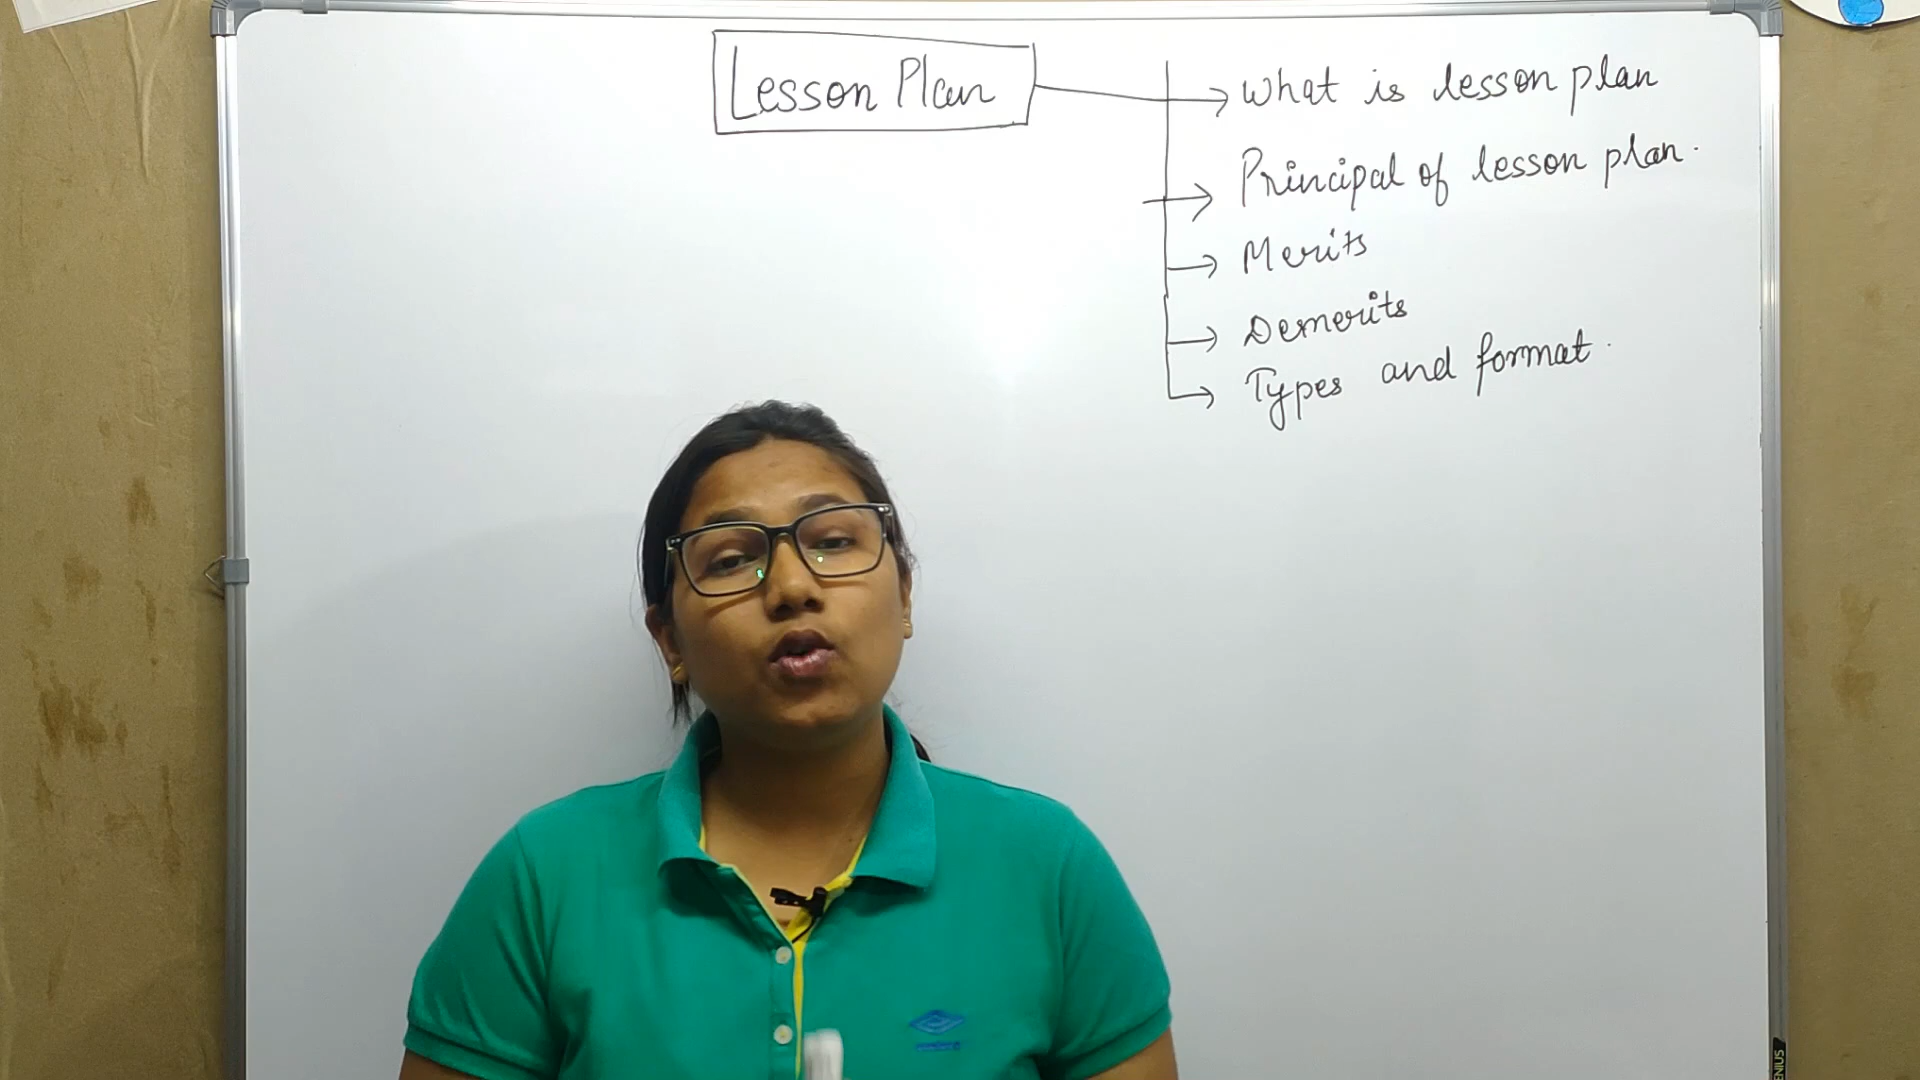 Lesson Plan
What is lesson plan
Principal of lesson plan.
Merits
Demerits
Types and format.